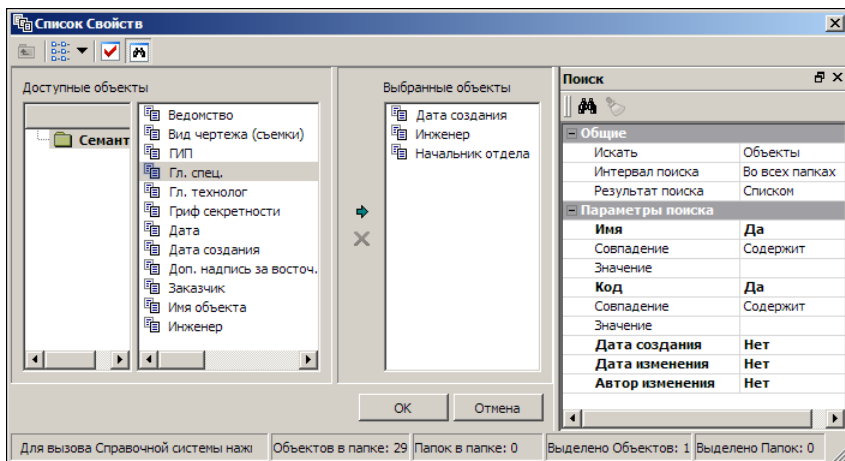 Список Свойств
Доступные объекты
Семант
Ведомство
Вид чертежа (съемки)
ГИП
Гл. спец.
Гл. технолог
Гриф секретности
Дата
Дата создания
Доп. надпись за восточ.
Заказчик
Имя объекта
Инженер
Выбранные объекты
Дата создания
Инженер
Начальник отдела
OK
Отмена
Поиск
Общие
Искать Объекты
Интервал поиска Во всех папках
Результат поиска Списком
Параметры поиска
Имя Да
Совпадение Содержит
Значение
Код Да
Совпадение Содержит
Значение
Дата создания Нет
Дата изменения Нет
Автор изменения Нет
Для вызова Справочной системы наж Объектов в папке: 29 Папок в папке: 0 Выделено Объектов: 1 Выделено Папок: 0